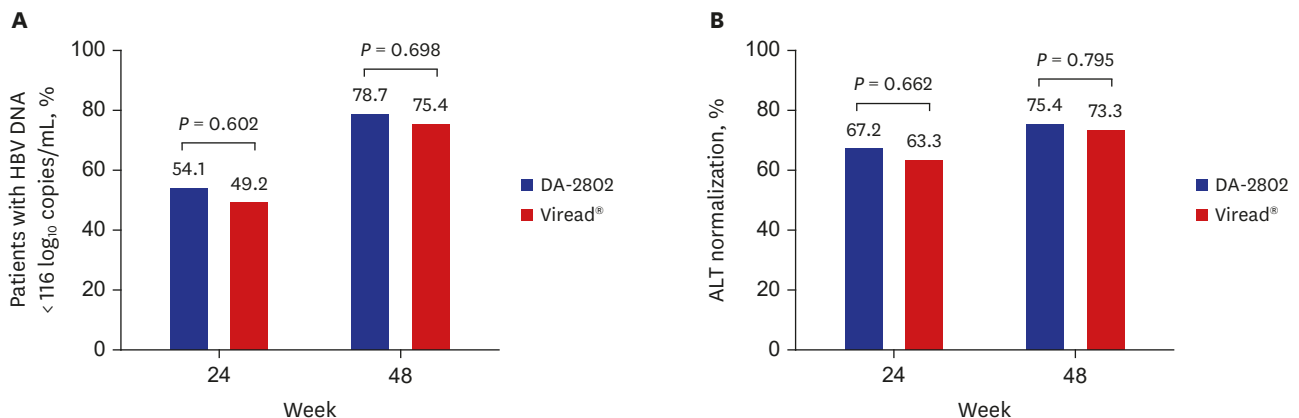 A
Patients with HBV DNA
< 116 log₁₀ copies/mL, %
100
80
60
40
20
0
P = 0.602
54.1
49.2
P = 0.698
78.7
75.4
24
48
Week
DA-2802
Viread®
B
ALT normalization, %
100
80
60
40
20
0
P = 0.662
67.2
63.3
P = 0.795
75.4
73.3
24
48
Week
DA-2802
Viread®